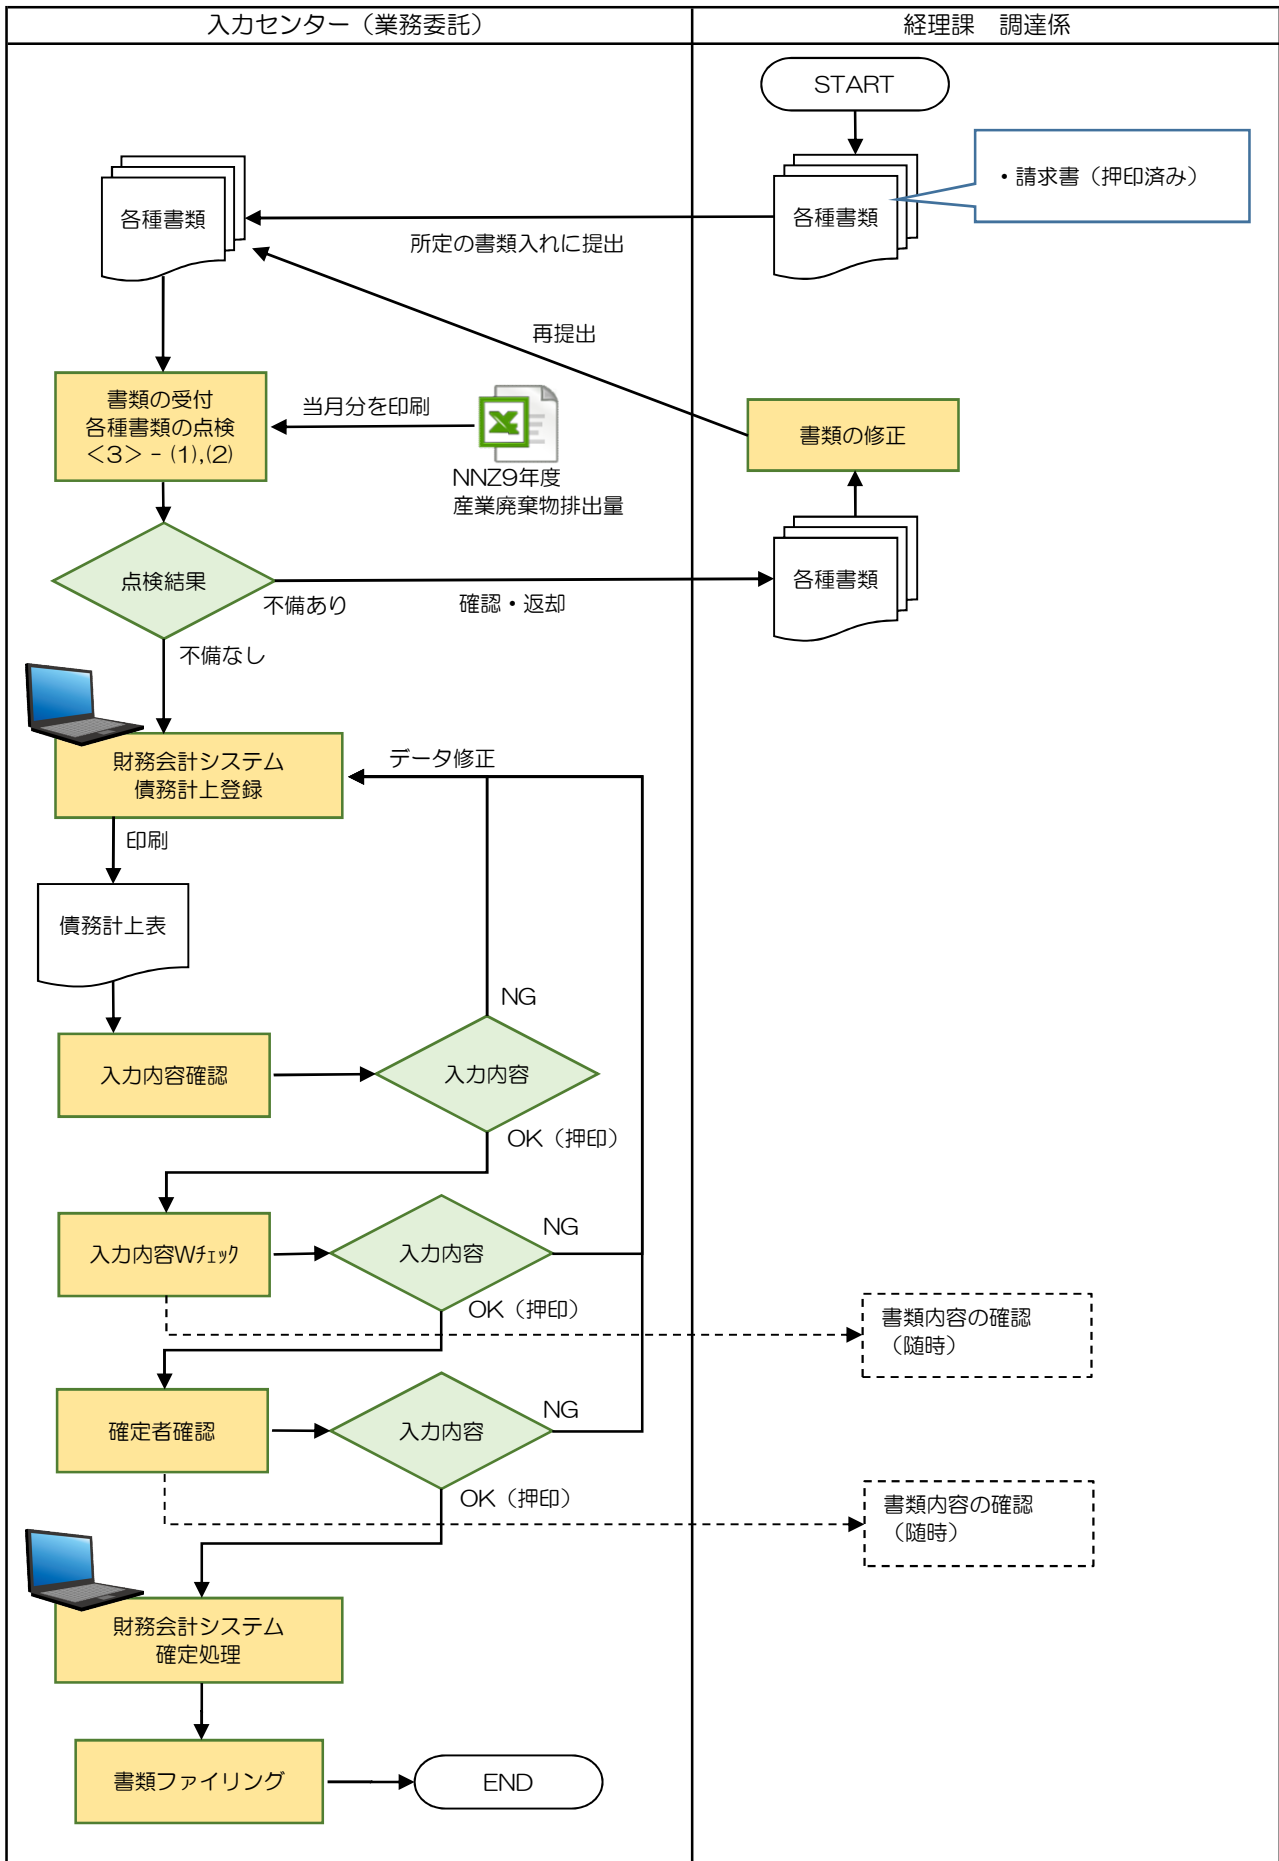 入力センター（業務委託）
経理課　調達係
START
・請求書（押印済み）
各種書類
各種書類
所定の書類入れに提出
再提出
書類の受付
各種書類の点検
＜3＞－(1),(2)
当月分を印刷
NNZ9年度
産業廃棄物排出量
書類の修正
点検結果
不備あり
確認・返却
各種書類
不備なし
財務会計システム
債務計上登録
データ修正
印刷
債務計上表
NG
入力内容確認
入力内容
OK（押印）
入力内容Wﾁｪｯｸ
入力内容
NG
OK（押印）
書類内容の確認
（随時）
確定者確認
入力内容
NG
OK（押印）
書類内容の確認
（随時）
財務会計システム
確定処理
書類ファイリング
END